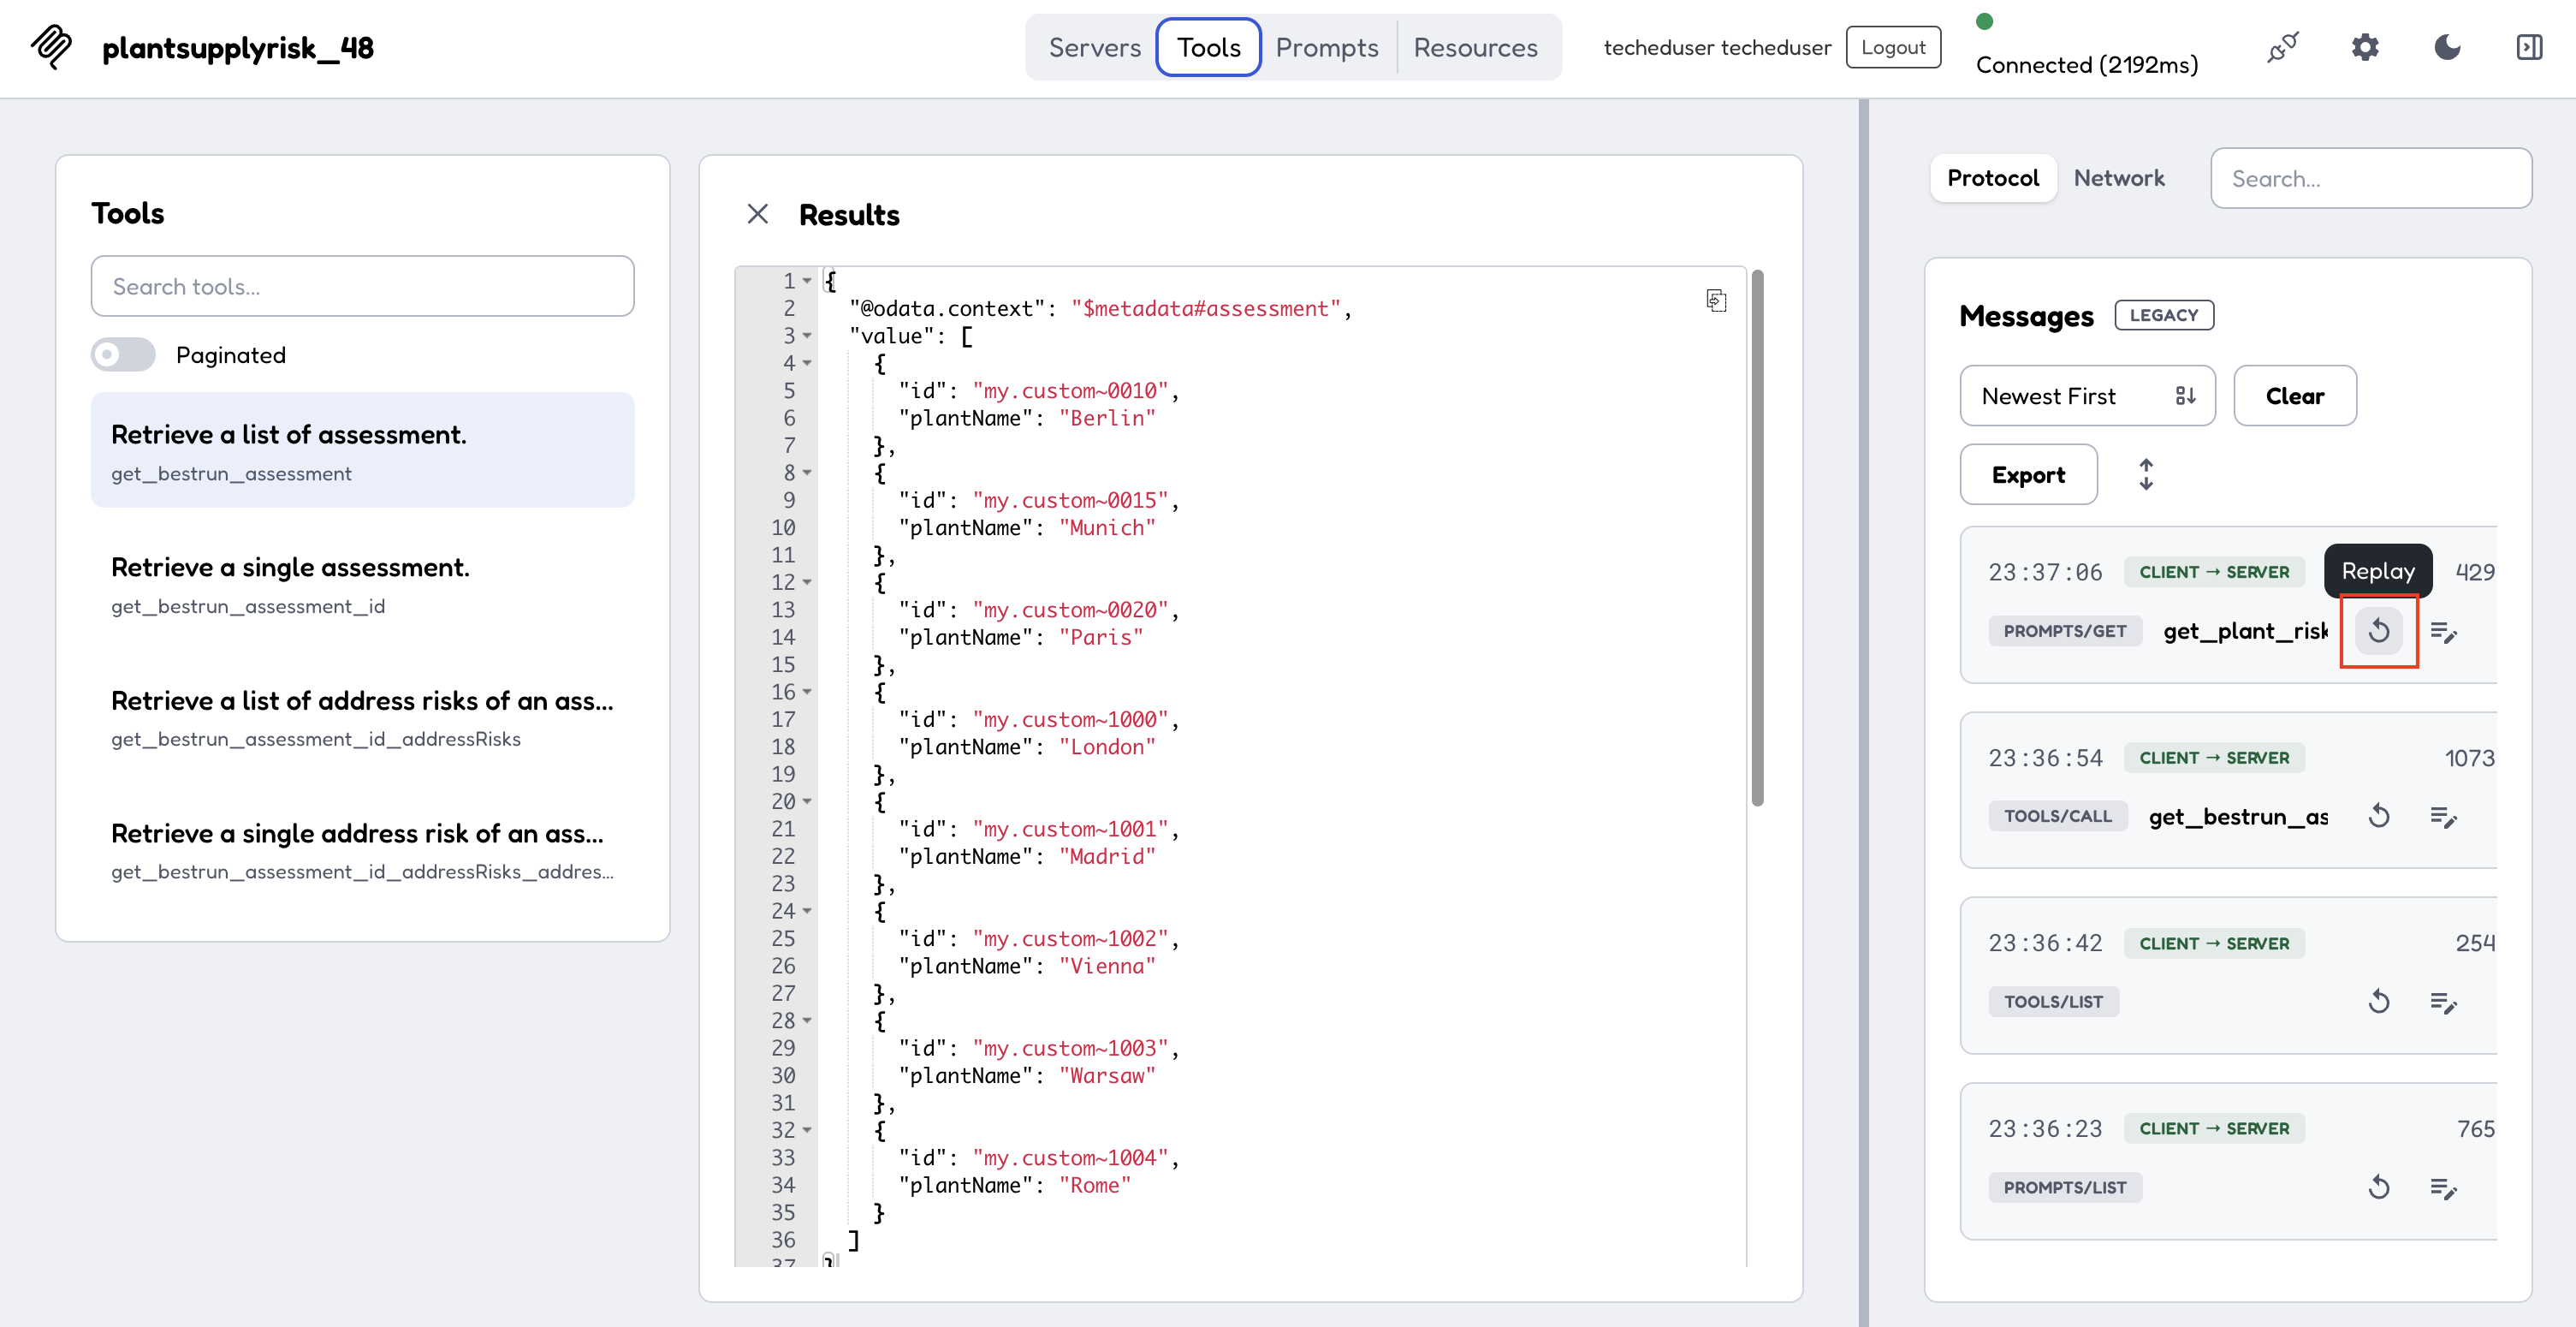 plantsupplyrisk_48
Servers Tools Prompts Resources
techeduser techeduser Logout
Connected (2192ms)
Tools
Search tools...
Paginated
Retrieve a list of assessment.
get_bestrun_assessment
Retrieve a single assessment.
get_bestrun_assessment_id
Retrieve a list of address risks of an ass...
get_bestrun_assessment_id_addressRisks
Retrieve a single address risk of an ass...
get_bestrun_assessment_id_addressRisks_addres...
Results
1 {
2 "@odata.context": "$metadata#assessment",
3 "value": [
4 {
5 "id": "my.custom~0010",
6 "plantName": "Berlin"
7 },
8 {
9 "id": "my.custom~0015",
10 "plantName": "Munich"
11 },
12 {
13 "id": "my.custom~0020",
14 "plantName": "Paris"
15 },
16 {
17 "id": "my.custom~1000",
18 "plantName": "London"
19 },
20 {
21 "id": "my.custom~1001",
22 "plantName": "Madrid"
23 },
24 {
25 "id": "my.custom~1002",
26 "plantName": "Vienna"
27 },
28 {
29 "id": "my.custom~1003",
30 "plantName": "Warsaw"
31 },
32 {
33 "id": "my.custom~1004",
34 "plantName": "Rome"
35 }
36 ]
37 }
Protocol Network Search...
Messages LEGACY
Newest First Clear
Export
23:37:06 CLIENT → SERVER Replay 429
PROMPTS/GET get_plant_risk
23:36:54 CLIENT → SERVER 1073
TOOLS/CALL get_bestrun_as
23:36:42 CLIENT → SERVER 254
TOOLS/LIST
23:36:23 CLIENT → SERVER 765
PROMPTS/LIST